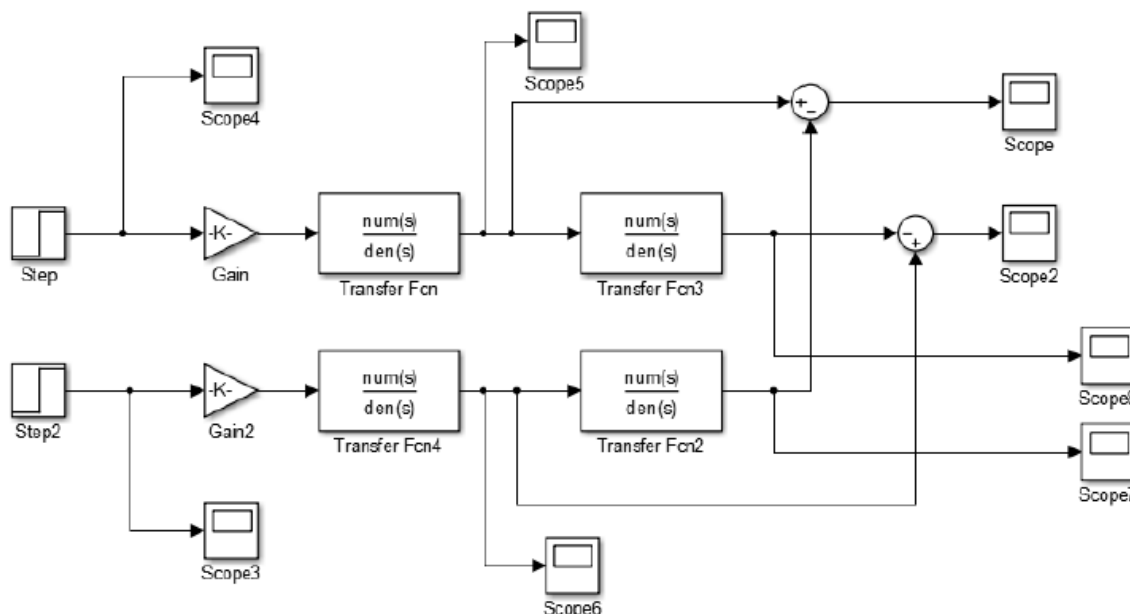 Scope5
Scope4
+
−
Scope
Step
-K-
Gain
num(s)
den(s)
Transfer Fcn
num(s)
den(s)
Transfer Fcn3
−
+
Scope2
Step2
-K-
Gain2
num(s)
den(s)
Transfer Fcn4
num(s)
den(s)
Transfer Fcn2
Scope3
Scope6